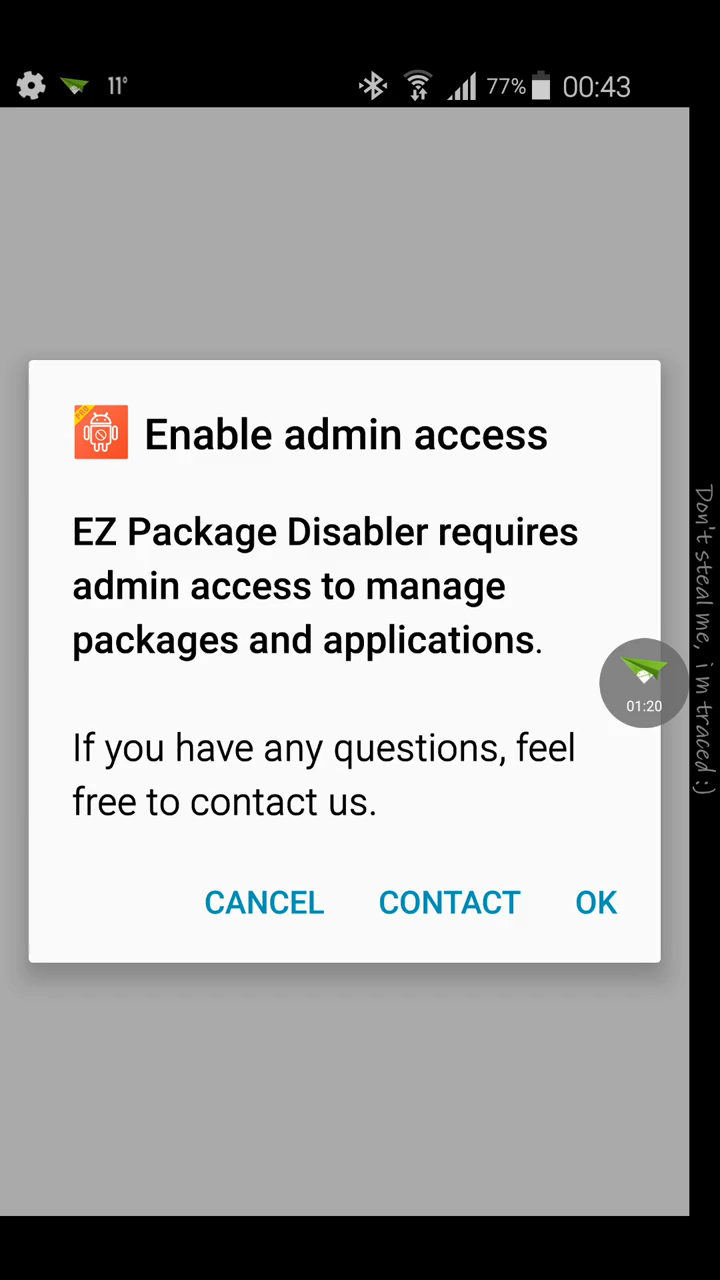 11° 77% 00:43
PRO
Enable admin access
EZ Package Disabler requires
admin access to manage
packages and applications.
01:20
If you have any questions, feel
free to contact us.
CANCEL CONTACT OK
Don't steal me, i m traced :)